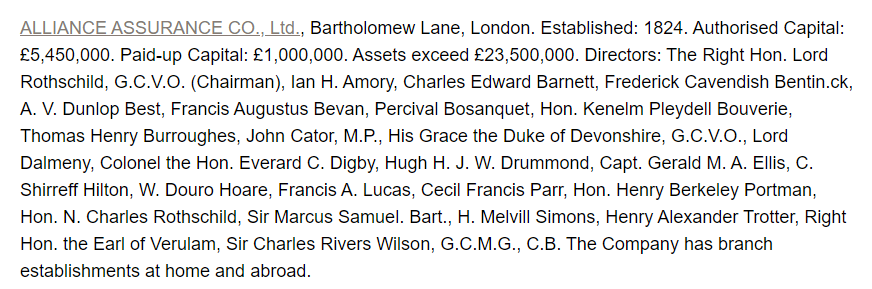 ALLIANCE ASSURANCE CO., Ltd., Bartholomew Lane, London. Established: 1824. Authorised Capital:
£5,450,000. Paid-up Capital: £1,000,000. Assets exceed £23,500,000. Directors: The Right Hon. Lord
Rothschild, G.C.V.O. (Chairman), Ian H. Amory, Charles Edward Barnett, Frederick Cavendish Bentin.ck,
A. V. Dunlop Best, Francis Augustus Bevan, Percival Bosanquet, Hon. Kenelm Pleydell Bouverie,
Thomas Henry Burroughes, John Cator, M.P., His Grace the Duke of Devonshire, G.C.V.O., Lord
Dalmeny, Colonel the Hon. Everard C. Digby, Hugh H. J. W. Drummond, Capt. Gerald M. A. Ellis, C.
Shirreff Hilton, W. Douro Hoare, Francis A. Lucas, Cecil Francis Parr, Hon. Henry Berkeley Portman,
Hon. N. Charles Rothschild, Sir Marcus Samuel. Bart., H. Melvill Simons, Henry Alexander Trotter, Right
Hon. the Earl of Verulam, Sir Charles Rivers Wilson, G.C.M.G., C.B. The Company has branch
establishments at home and abroad.